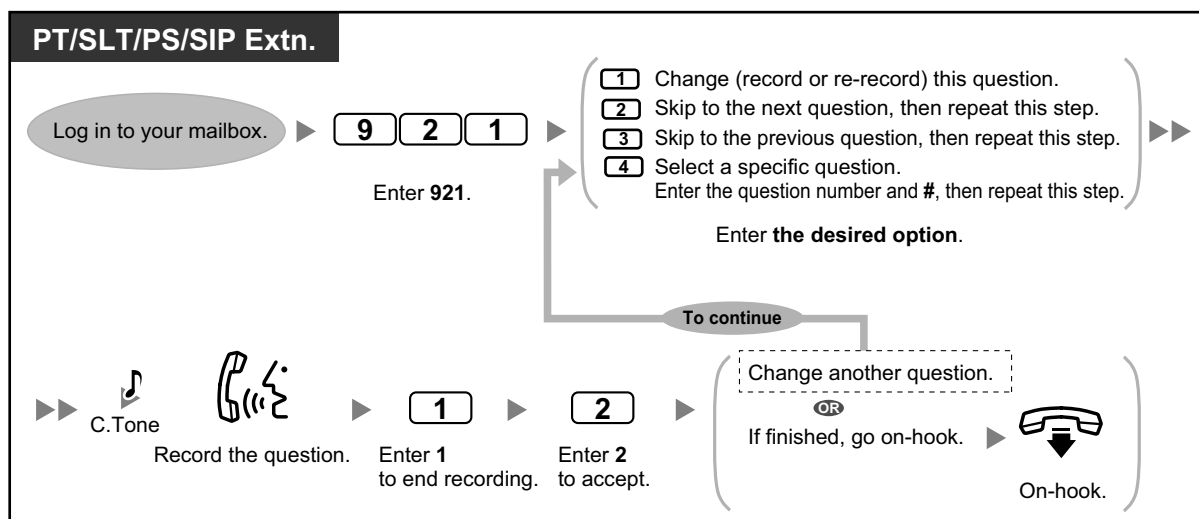 PT/SLT/PS/SIP Extn.
Log in to your mailbox.
9 2 1
Enter 921.
1 Change (record or re-record) this question.
2 Skip to the next question, then repeat this step.
3 Skip to the previous question, then repeat this step.
4 Select a specific question.
Enter the question number and #, then repeat this step.
Enter the desired option.
To continue
C.Tone
Record the question.
1
Enter 1
to end recording.
2
Enter 2
to accept.
Change another question.
OR
If finished, go on-hook.
On-hook.